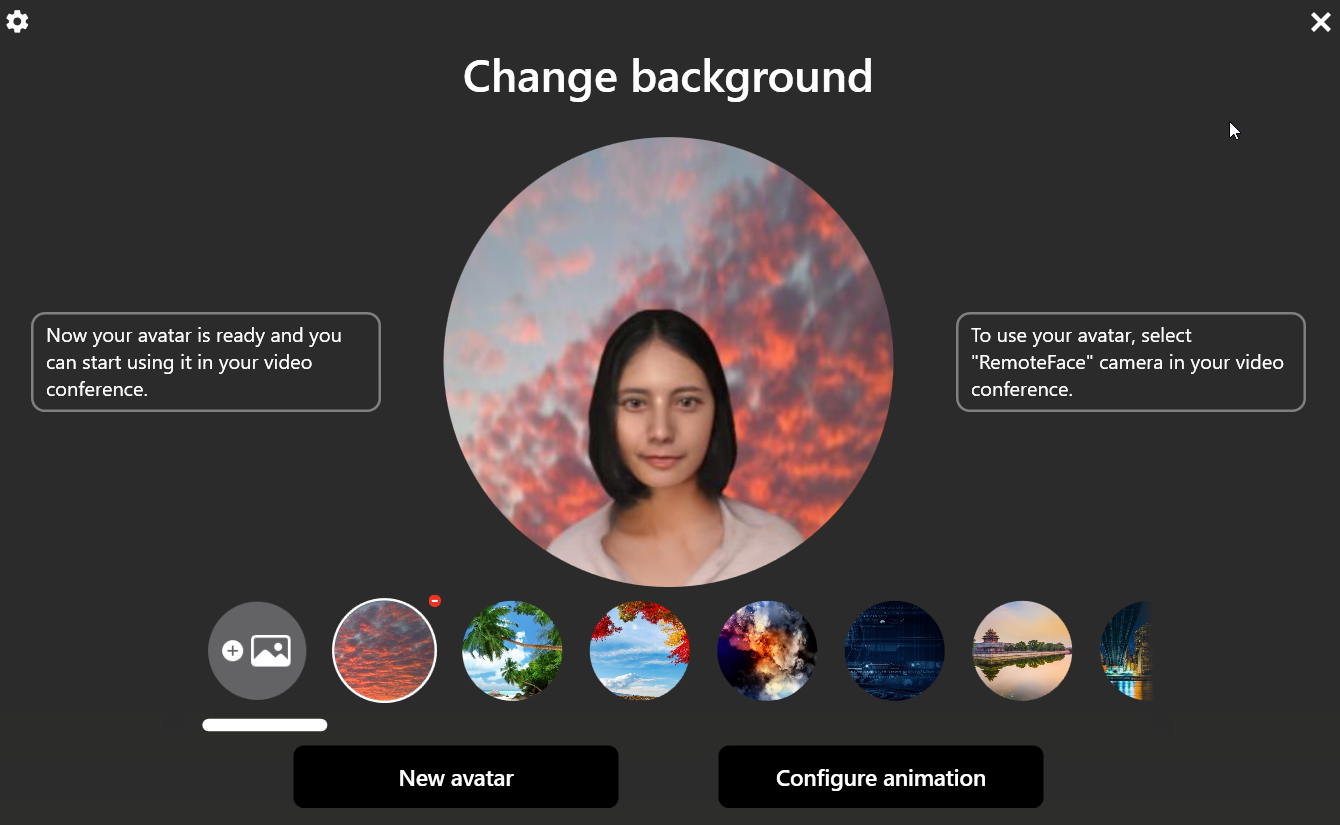 Change background
Now your avatar is ready and you
can start using it in your video
conference.
To use your avatar, select
"RemoteFace" camera in your video
conference.
New avatar
Configure animation